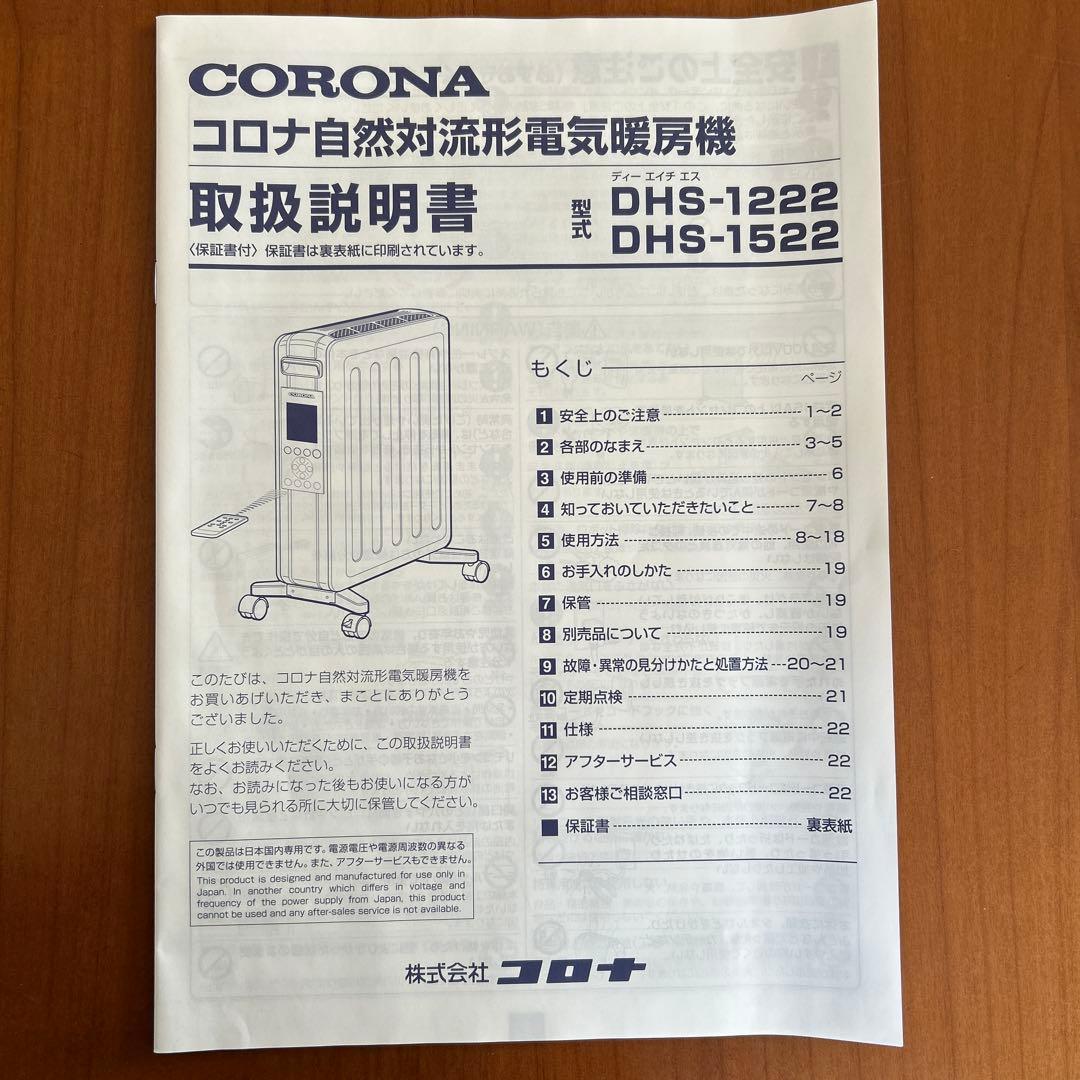 CORONA
コロナ自然対流形電気暖房機
取扱説明書
〈保証書付〉保証書は裏表紙に印刷されています。
型式
ディー エイチ エス
DHS-1222
DHS-1522
CORONA
このたびは、コロナ自然対流形電気暖房機を
お買いあげいただき、まことにありがとう
ございました。
正しくお使いいただくために、この取扱説明書
をよくお読みください。
なお、お読みになった後もお使いになる方が
いつでも見られる所に大切に保管してください。
この製品は日本国内専用です。電源電圧や電源周波数の異なる
外国では使用できません。また、アフターサービスもできません。
This product is designed and manufactured for use only in
Japan. In another country which differs in voltage and
frequency of the power supply from Japan, this product
cannot be used and any after-sales service is not available.
もくじ
ページ
1 安全上のご注意 1〜2
2 各部のなまえ 3〜5
3 使用前の準備 6
4 知っておいていただきたいこと 7〜8
5 使用方法 8〜18
6 お手入れのしかた 19
7 保管 19
8 別売品について 19
9 故障・異常の見分けかたと処置方法 20〜21
10 定期点検 21
11 仕様 22
12 アフターサービス 22
13 お客様ご相談窓口 22
■ 保証書 裏表紙
株式会社 コロナ